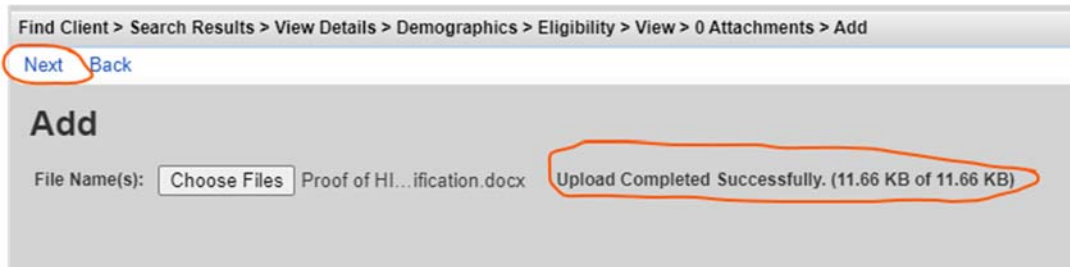 Find Client > Search Results > View Details > Demographics > Eligibility > View > 0 Attachments > Add
Next Back
Add
File Name(s): Choose Files Proof of HI...ification.docx Upload Completed Successfully. (11.66 KB of 11.66 KB)